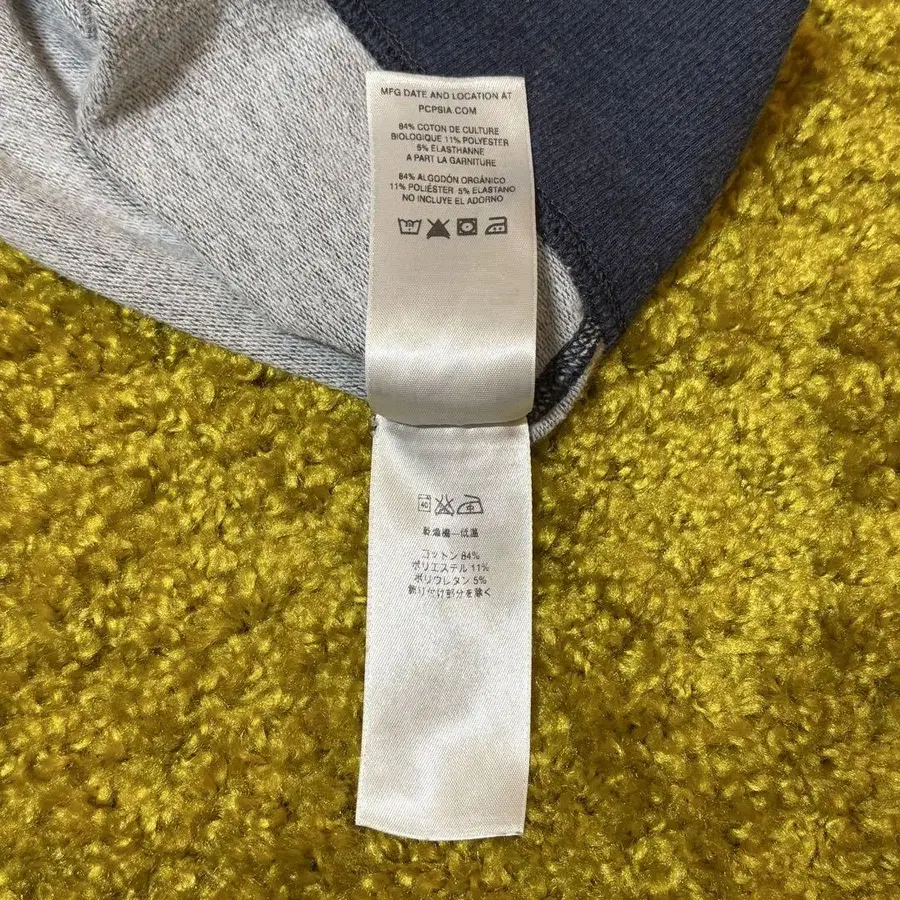 MFG DATE AND LOCATION AT
PCPSIA.COM
84% COTON DE CULTURE
BIOLOGIQUE 11% POLYESTER
5% ELASTHANNE
A PART LA GARNITURE
84% ALGODÓN ORGÁNICO
11% POLIÉSTER 5% ELASTANO
NO INCLUYE EL ADORNO
40
乾燥機—低温
コットン 84%
ポリエステル 11%
ポリウレタン 5%
飾り付け部分を除く